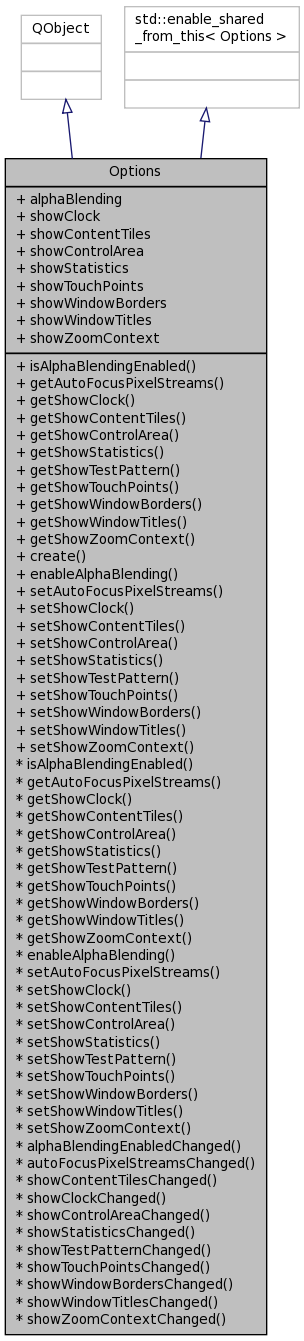 QObject
std::enable_shared
_from_this< Options >
Options
+ alphaBlending
+ showClock
+ showContentTiles
+ showControlArea
+ showStatistics
+ showTouchPoints
+ showWindowBorders
+ showWindowTitles
+ showZoomContext
+ isAlphaBlendingEnabled()
+ getAutoFocusPixelStreams()
+ getShowClock()
+ getShowContentTiles()
+ getShowControlArea()
+ getShowStatistics()
+ getShowTestPattern()
+ getShowTouchPoints()
+ getShowWindowBorders()
+ getShowWindowTitles()
+ getShowZoomContext()
+ create()
+ enableAlphaBlending()
+ setAutoFocusPixelStreams()
+ setShowClock()
+ setShowContentTiles()
+ setShowControlArea()
+ setShowStatistics()
+ setShowTestPattern()
+ setShowTouchPoints()
+ setShowWindowBorders()
+ setShowWindowTitles()
+ setShowZoomContext()
* isAlphaBlendingEnabled()
* getAutoFocusPixelStreams()
* getShowClock()
* getShowContentTiles()
* getShowControlArea()
* getShowStatistics()
* getShowTestPattern()
* getShowTouchPoints()
* getShowWindowBorders()
* getShowWindowTitles()
* getShowZoomContext()
* enableAlphaBlending()
* setAutoFocusPixelStreams()
* setShowClock()
* setShowContentTiles()
* setShowControlArea()
* setShowStatistics()
* setShowTestPattern()
* setShowTouchPoints()
* setShowWindowBorders()
* setShowWindowTitles()
* setShowZoomContext()
* alphaBlendingEnabledChanged()
* autoFocusPixelStreamsChanged()
* showContentTilesChanged()
* showClockChanged()
* showControlAreaChanged()
* showStatisticsChanged()
* showTestPatternChanged()
* showTouchPointsChanged()
* showWindowBordersChanged()
* showWindowTitlesChanged()
* showZoomContextChanged()